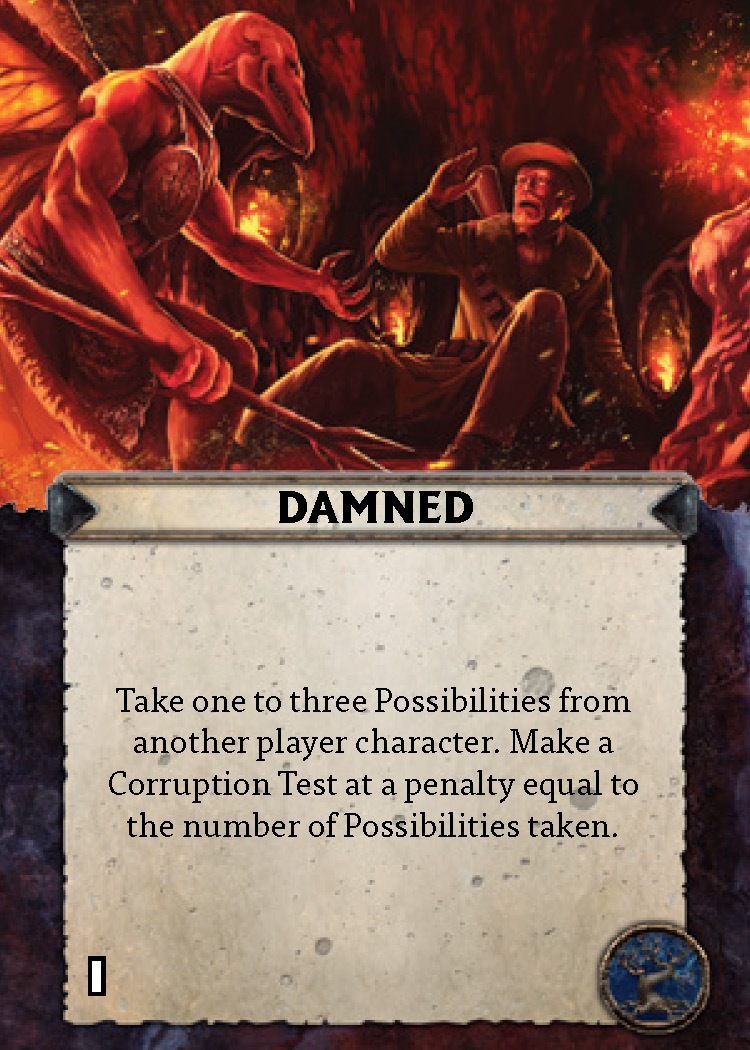 DAMNED
Take one to three Possibilities from
another player character. Make a
Corruption Test at a penalty equal to
the number of Possibilities taken.